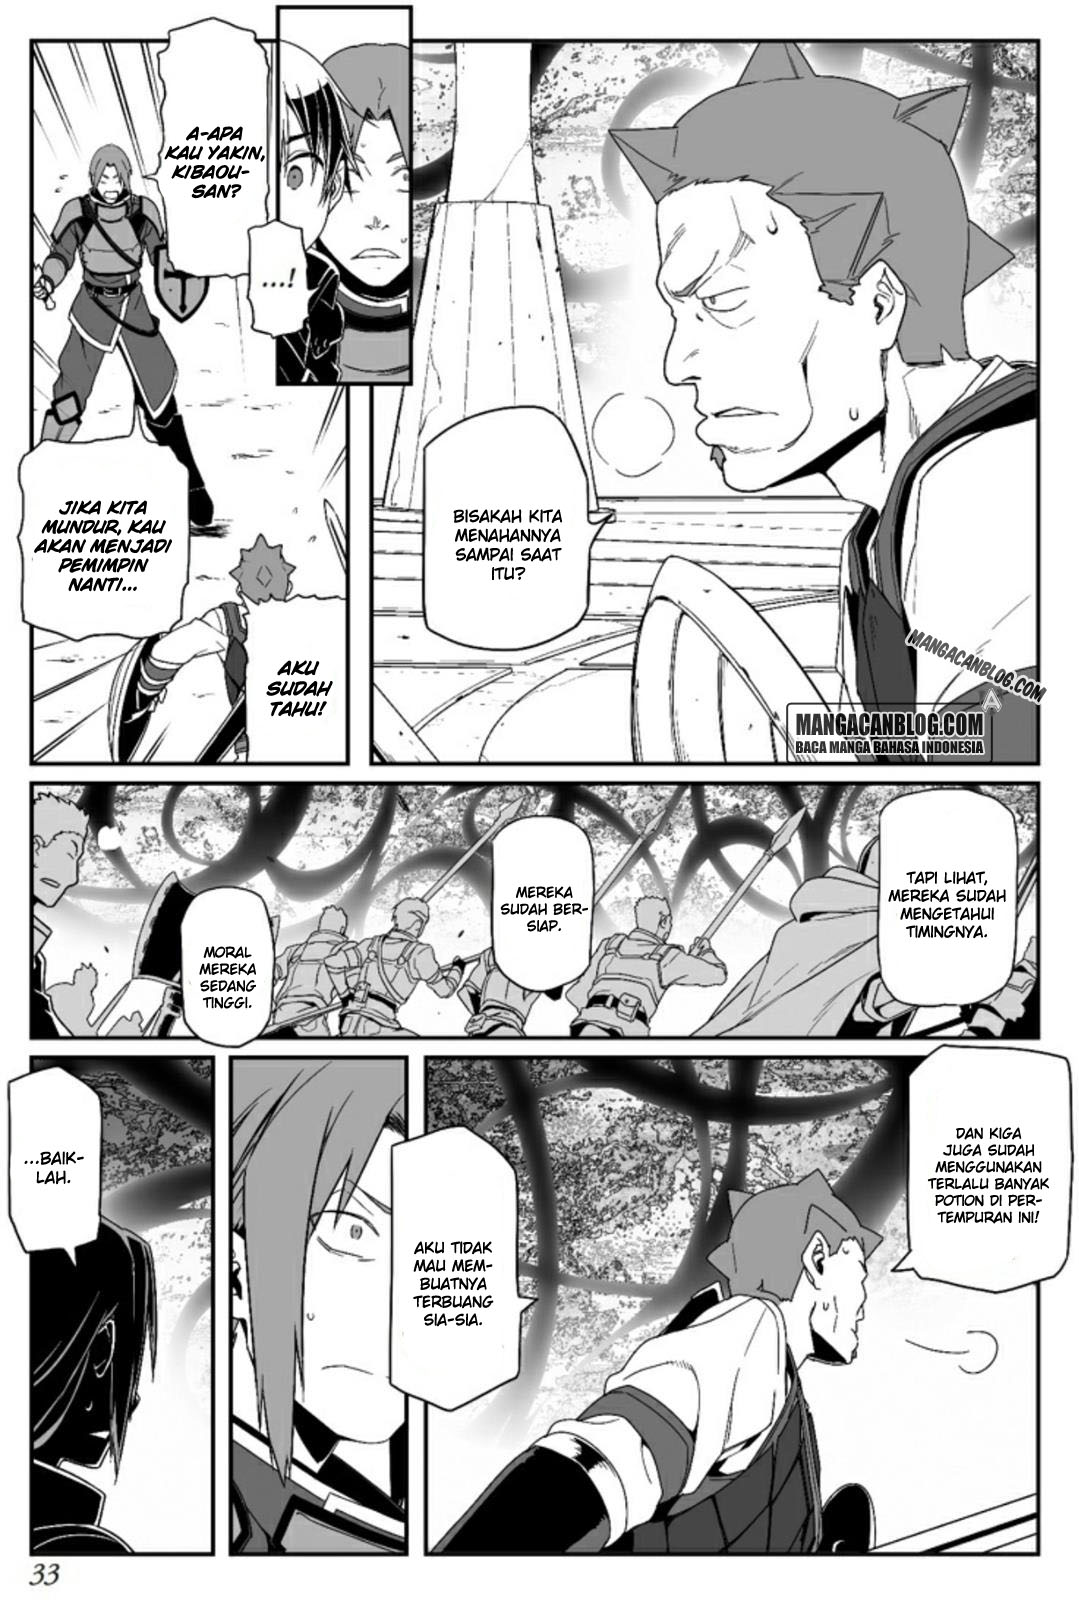 BISAKAH KITA
MENAHANNYA
SAMPAI SAAT
ITU?
...!
A-APA
KAU YAKIN,
KIBAOU-
SAN?
JIKA KITA
MUNDUR, KAU
AKAN MENJADI
PEMIMPIN
NANTI...
AKU
SUDAH
TAHU!
MANGACANBLOG.COM
MANGACANBLOG.COM
BACA MANGA BAHASA INDONESIA
TAPI LIHAT,
MEREKA SUDAH
MENGETAHUI
TIMINGNYA.
MEREKA
SUDAH BER-
SIAP.
MORAL
MEREKA
SEDANG
TINGGI.
DAN KIGA
JUGA SUDAH
MENGGUNAKAN
TERLALU BANYAK
POTION DI PER-
TEMPURAN INI!
AKU TIDAK
MAU MEM-
BUATNYA
TERBUANG
SIA-SIA.
...BAIK-
LAH.
33